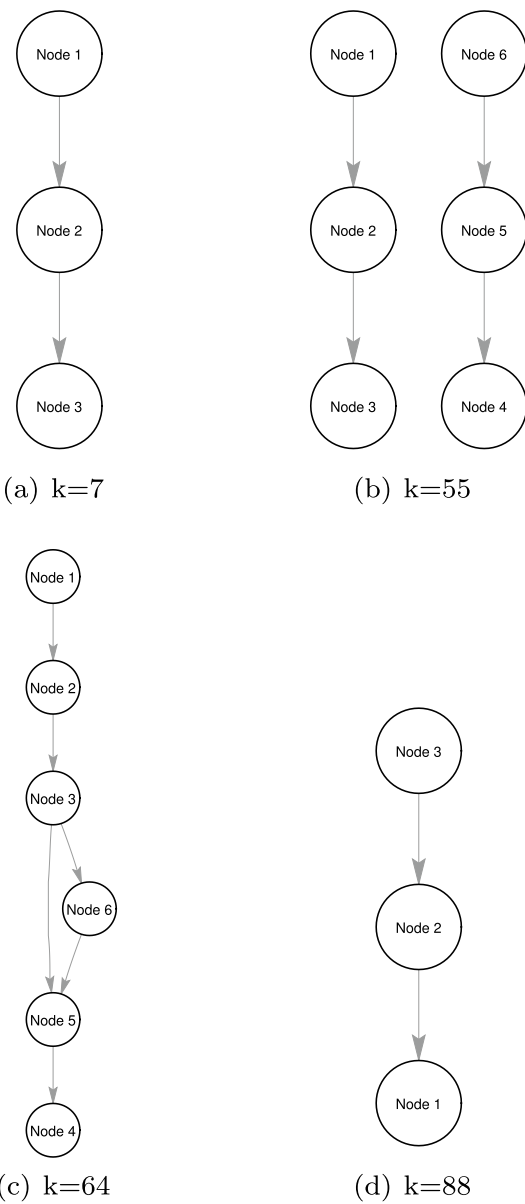 Node 1
Node 2
Node 3
(a) k=7
Node 1
Node 6
Node 2
Node 5
Node 3
Node 4
(b) k=55
Node 1
Node 2
Node 3
Node 6
Node 5
Node 4
(c) k=64
Node 3
Node 2
Node 1
(d) k=88